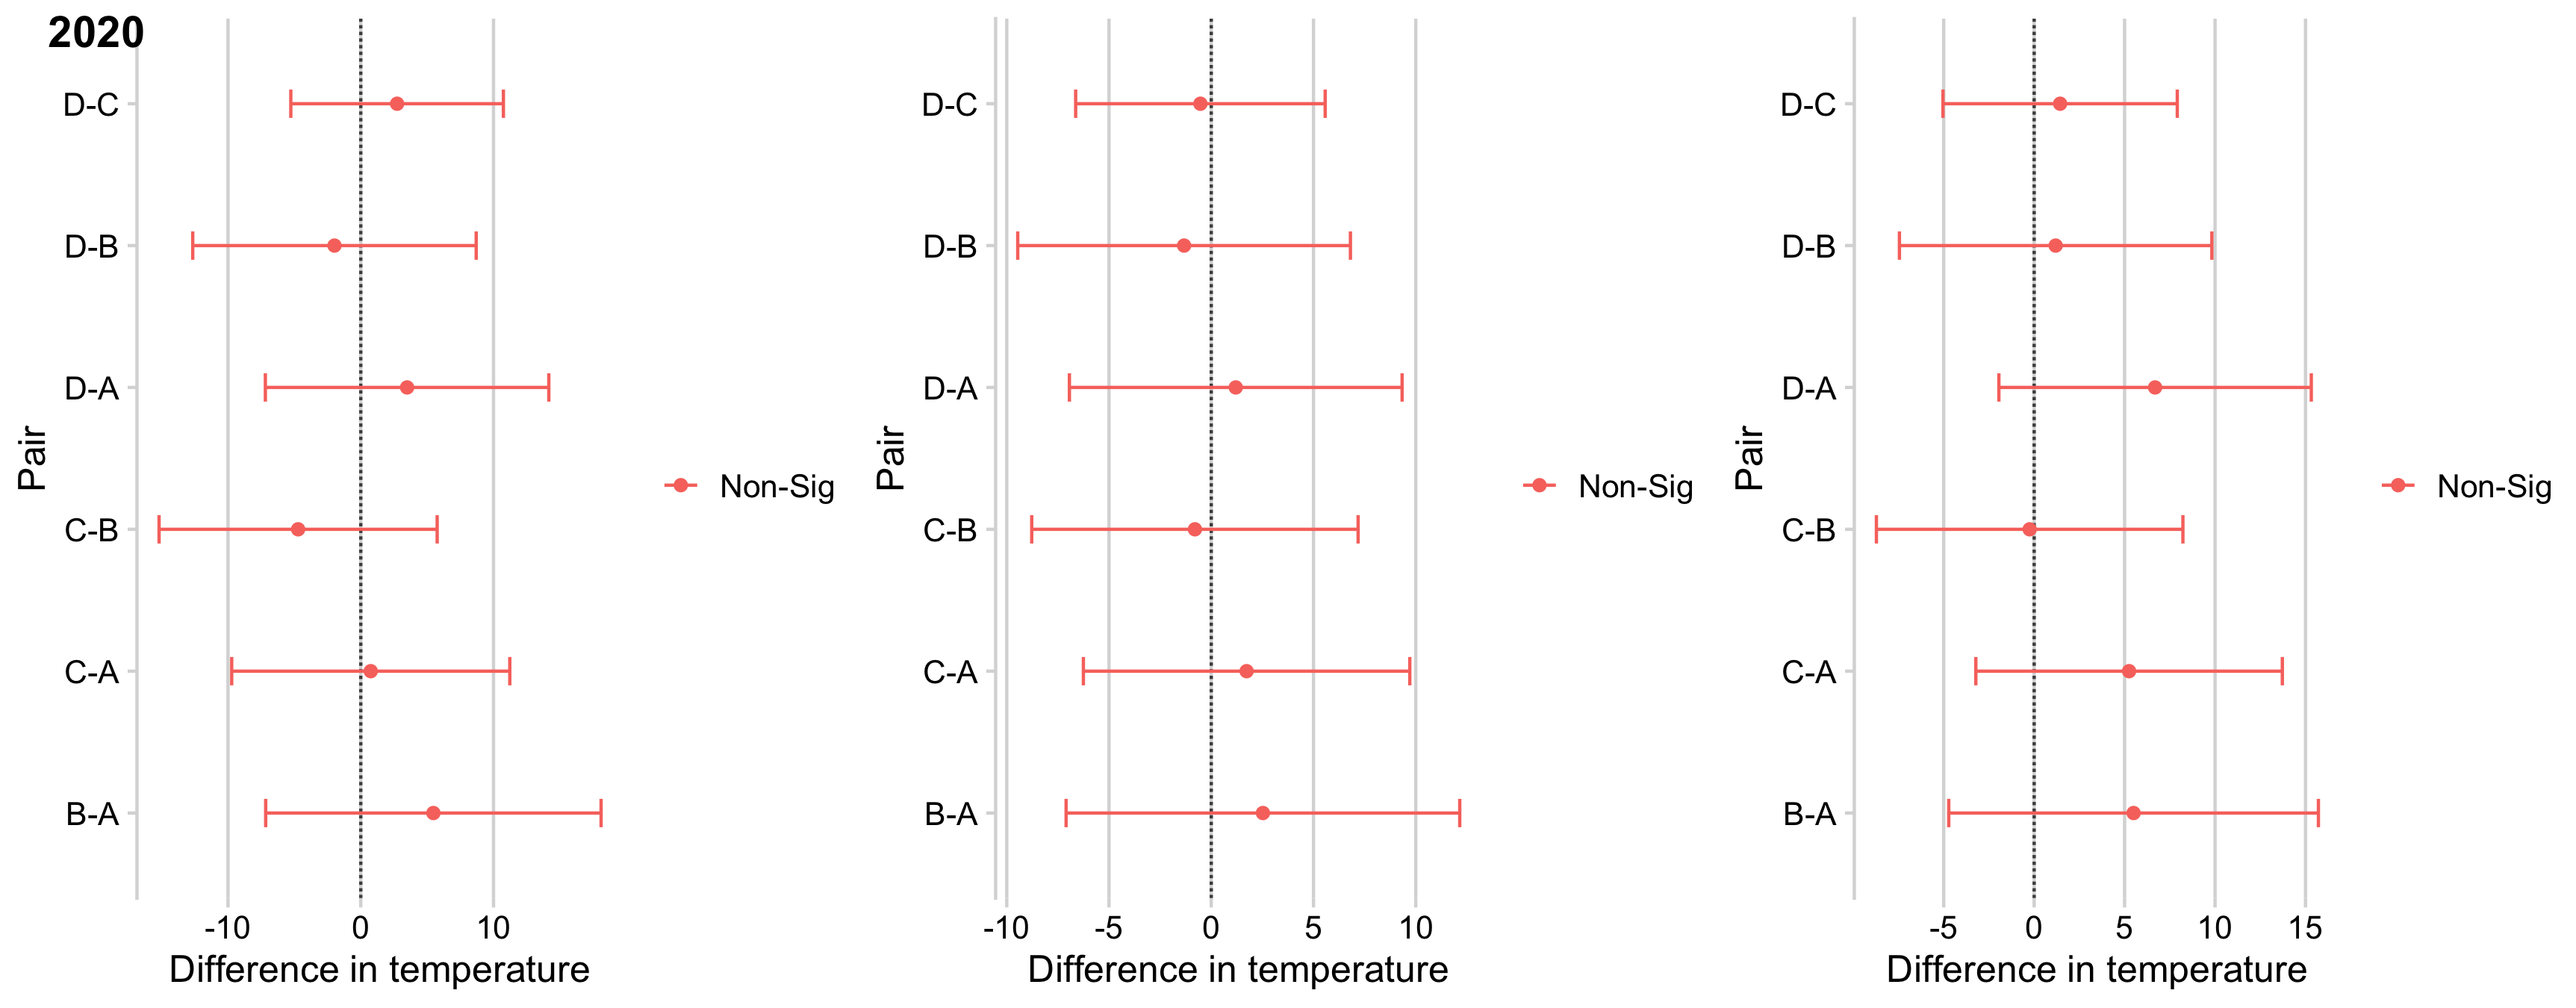 2020
D-C
D-B
D-A
C-B
C-A
B-A
Pair
-10 0 10
Difference in temperature
Non-Sig
D-C
D-B
D-A
C-B
C-A
B-A
Pair
-10 -5 0 5 10
Difference in temperature
Non-Sig
D-C
D-B
D-A
C-B
C-A
B-A
Pair
-5 0 5 10 15
Difference in temperature
Non-Sig